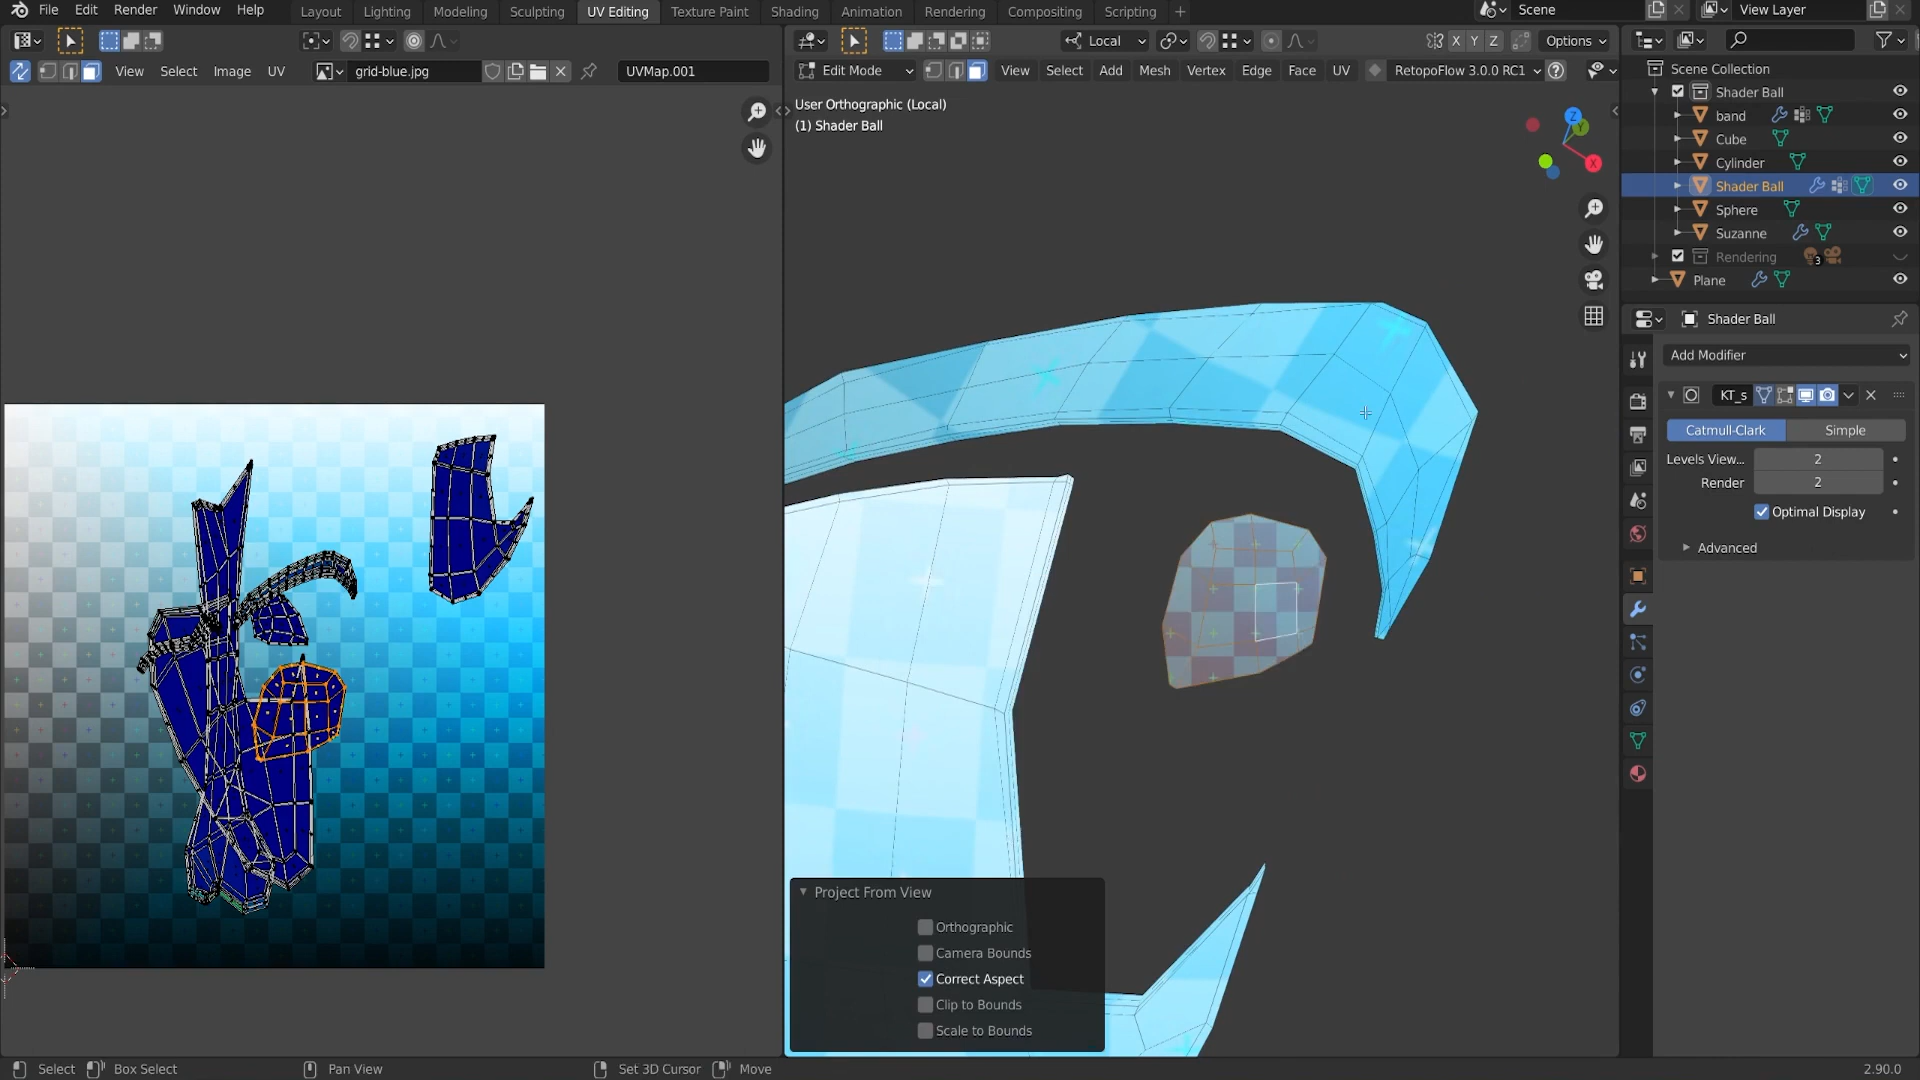 File Edit Render Window Help Layout Lighting Modeling Sculpting UV Editing Texture Paint Shading Animation Rendering Compositing Scripting + Scene View Layer
Local X Y Z Options
View Select Image UV grid-blue.jpg UVMap.001 Edit Mode View Select Add Mesh Vertex Edge Face UV RetopoFlow 3.0.0 RC1
User Orthographic (Local)
(1) Shader Ball
Z
Y
X
Scene Collection
Shader Ball
band
Cube
Cylinder
Shader Ball
Sphere
Suzanne
Rendering 3
Plane
Shader Ball
Add Modifier
KT_s
Catmull-Clark Simple
Levels View... 2
Render 2
Optimal Display
Advanced
Project From View
Orthographic
Camera Bounds
Correct Aspect
Clip to Bounds
Scale to Bounds
Select Box Select Pan View Set 3D Cursor Move 2.90.0